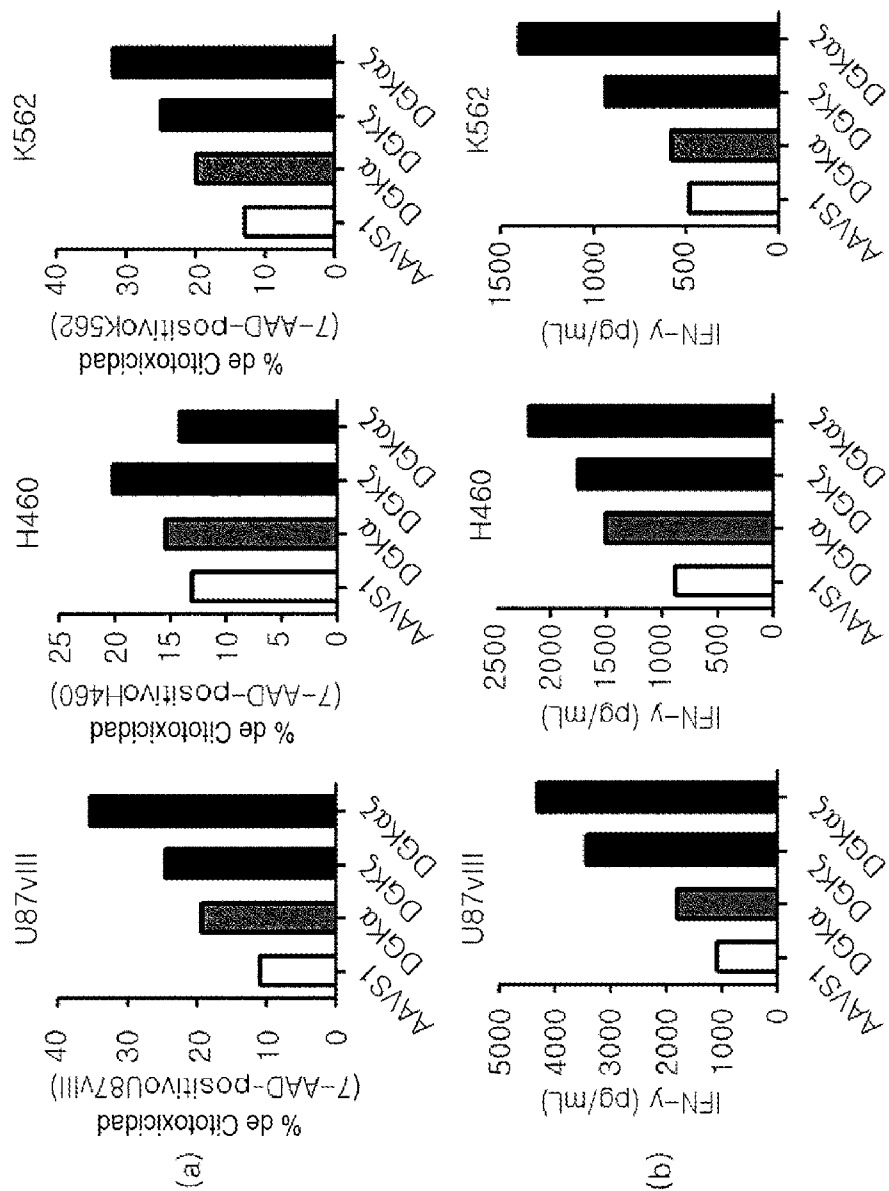 (a)
U87vIII
% de Citotoxicidad
(7-AAD-positivoU87vIII)
40
30
20
10
0
AAVS1
DGKα
DGKζ
DGKαζ
H460
% de Citotoxicidad
(7-AAD-positivoH460)
25
20
15
10
5
0
AAVS1
DGKα
DGKζ
DGKαζ
K562
% de Citotoxicidad
(7-AAD-positivoK562)
40
30
20
10
0
AAVS1
DGKα
DGKζ
DGKαζ
(b)
U87vIII
IFN-y (pg/mL)
5000
4000
3000
2000
1000
0
AAVS1
DGKα
DGKζ
DGKαζ
H460
IFN-y (pg/mL)
2500
2000
1500
1000
500
0
AAVS1
DGKα
DGKζ
DGKαζ
K562
IFN-y (pg/mL)
1500
1000
500
0
AAVS1
DGKα
DGKζ
DGKαζ